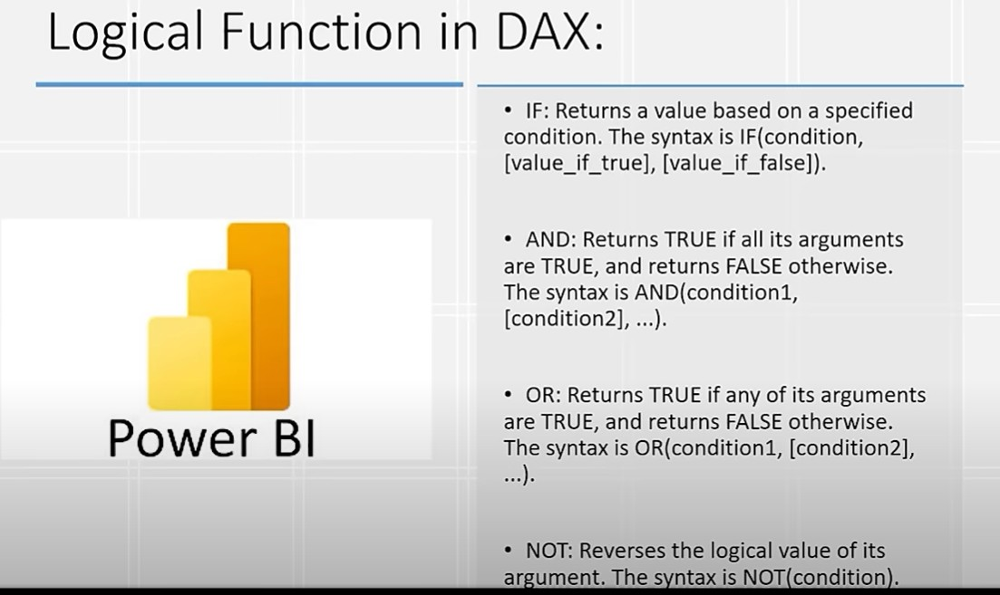 Logical Function in DAX:
• IF: Returns a value based on a specified
condition. The syntax is IF(condition,
[value_if_true], [value_if_false]).
• AND: Returns TRUE if all its arguments
are TRUE, and returns FALSE otherwise.
The syntax is AND(condition1,
[condition2], ...).
• OR: Returns TRUE if any of its arguments
are TRUE, and returns FALSE otherwise.
The syntax is OR(condition1, [condition2],
...).
• NOT: Reverses the logical value of its
argument. The syntax is NOT(condition).
Power BI